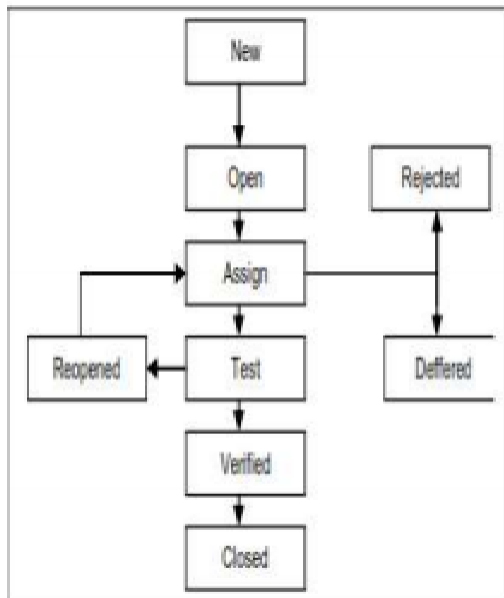 New
Open
Rejected
Assign
Reopened
Test
Deffered
Verified
Closed